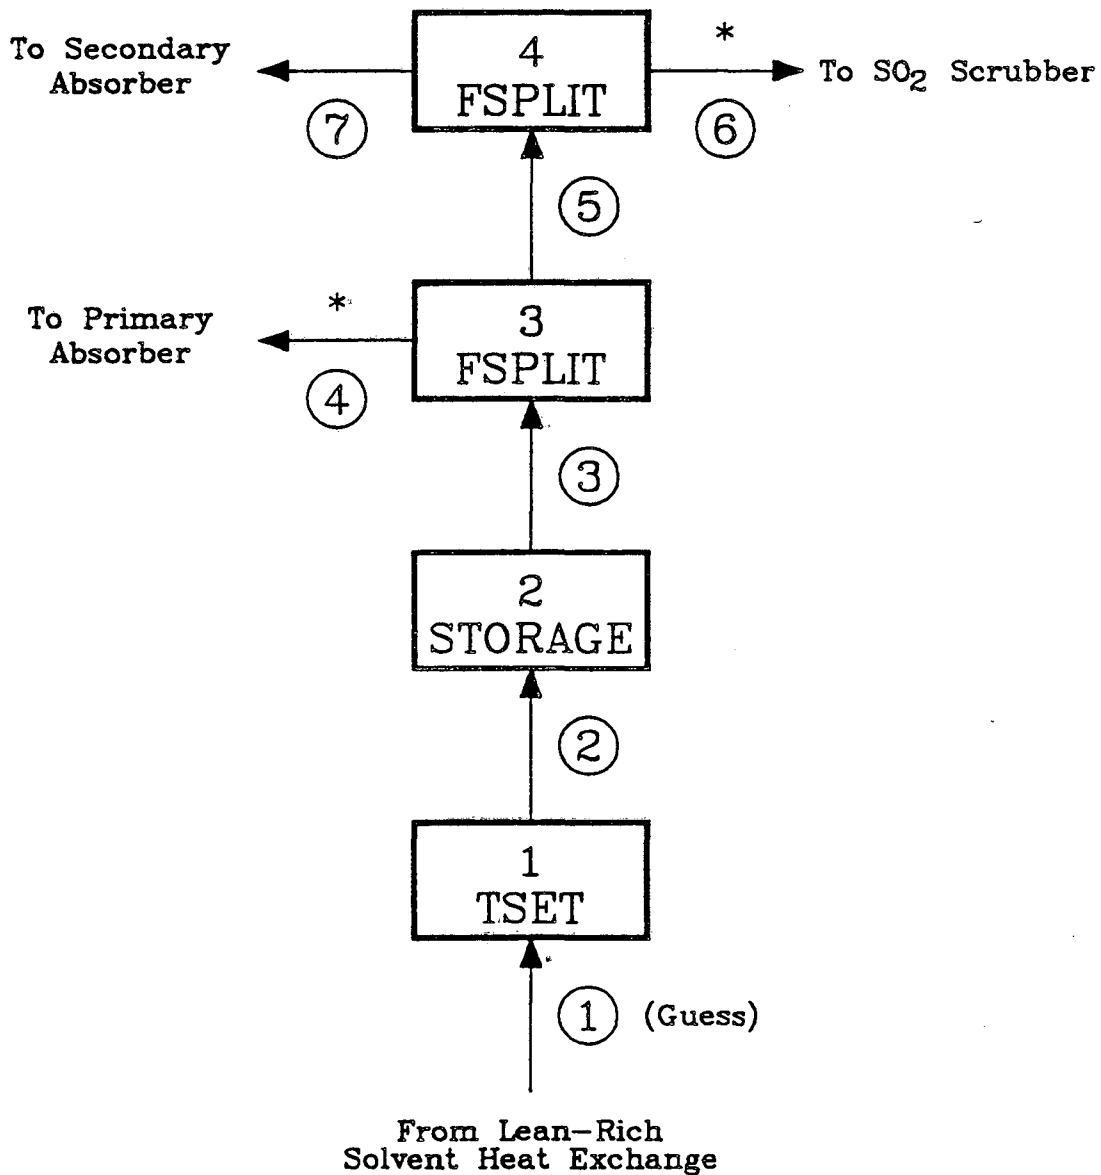 To Secondary
Absorber
4
FSPLIT
*
To SO2 Scrubber
7
6
5
To Primary
Absorber
*
3
FSPLIT
4
3
2
STORAGE
2
1
TSET
1 (Guess)
From Lean-Rich
Solvent Heat Exchange